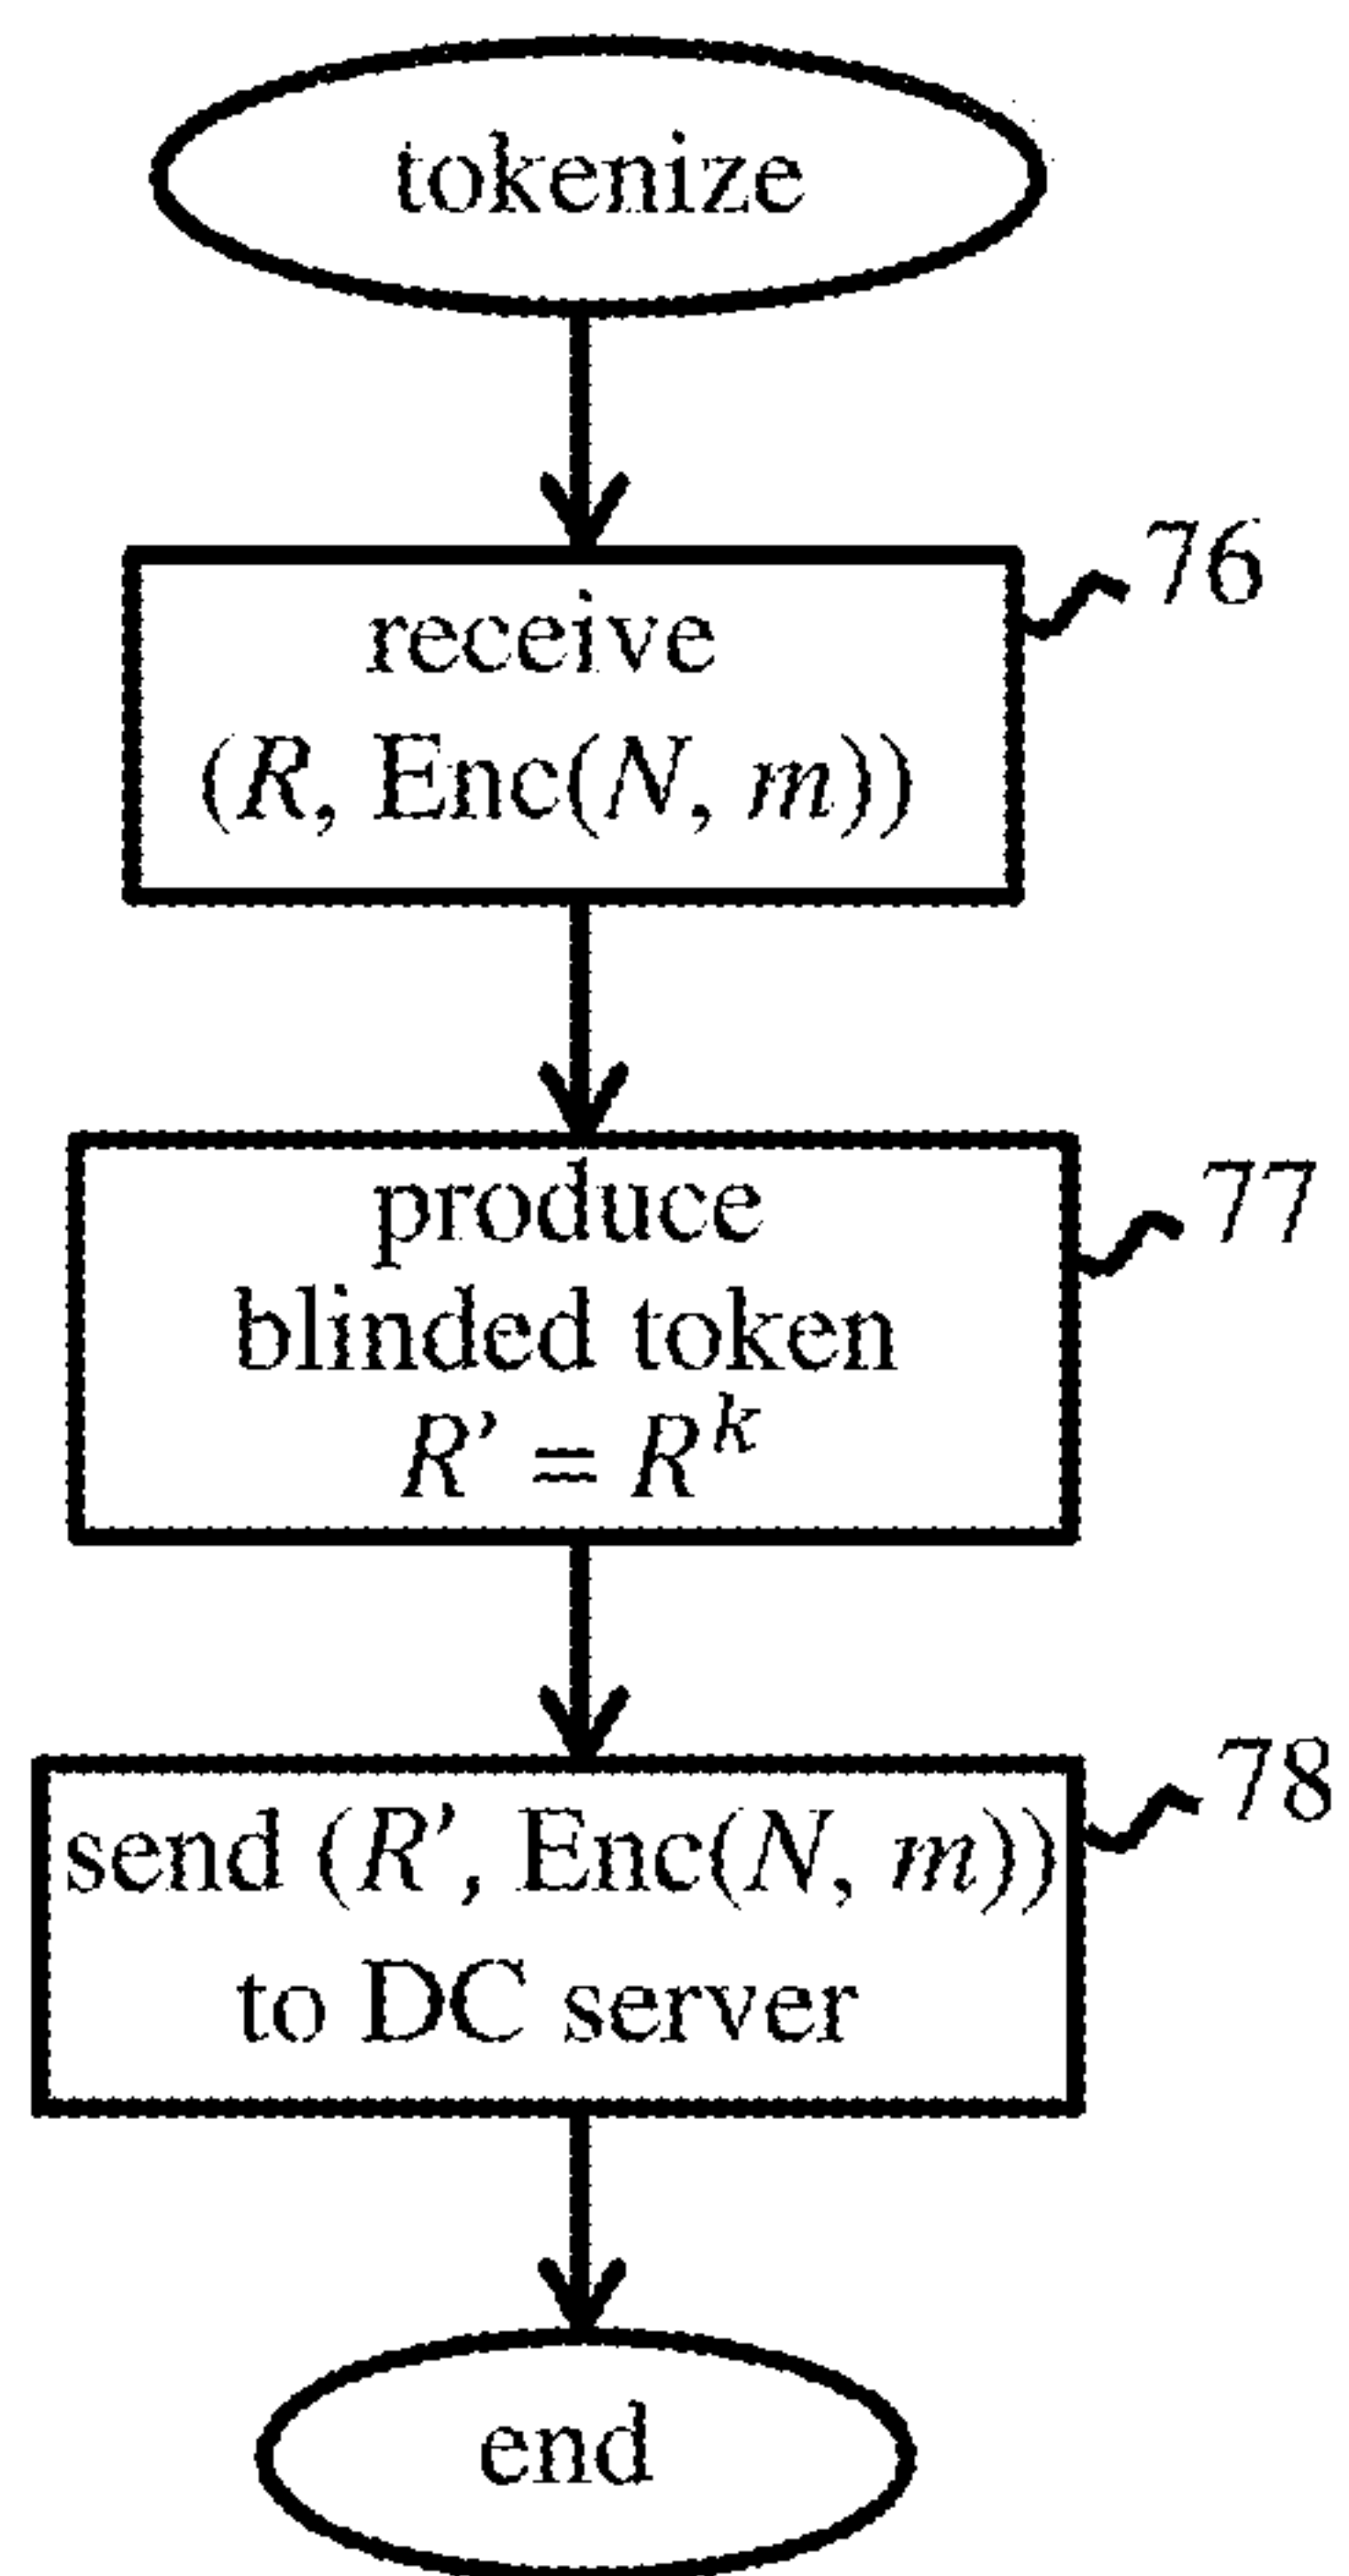 tokenize
receive
76
(R, Enc(N, m))
produce
77
blinded token
R' = R^k
send (R', Enc(N, m))
78
to DC server
end